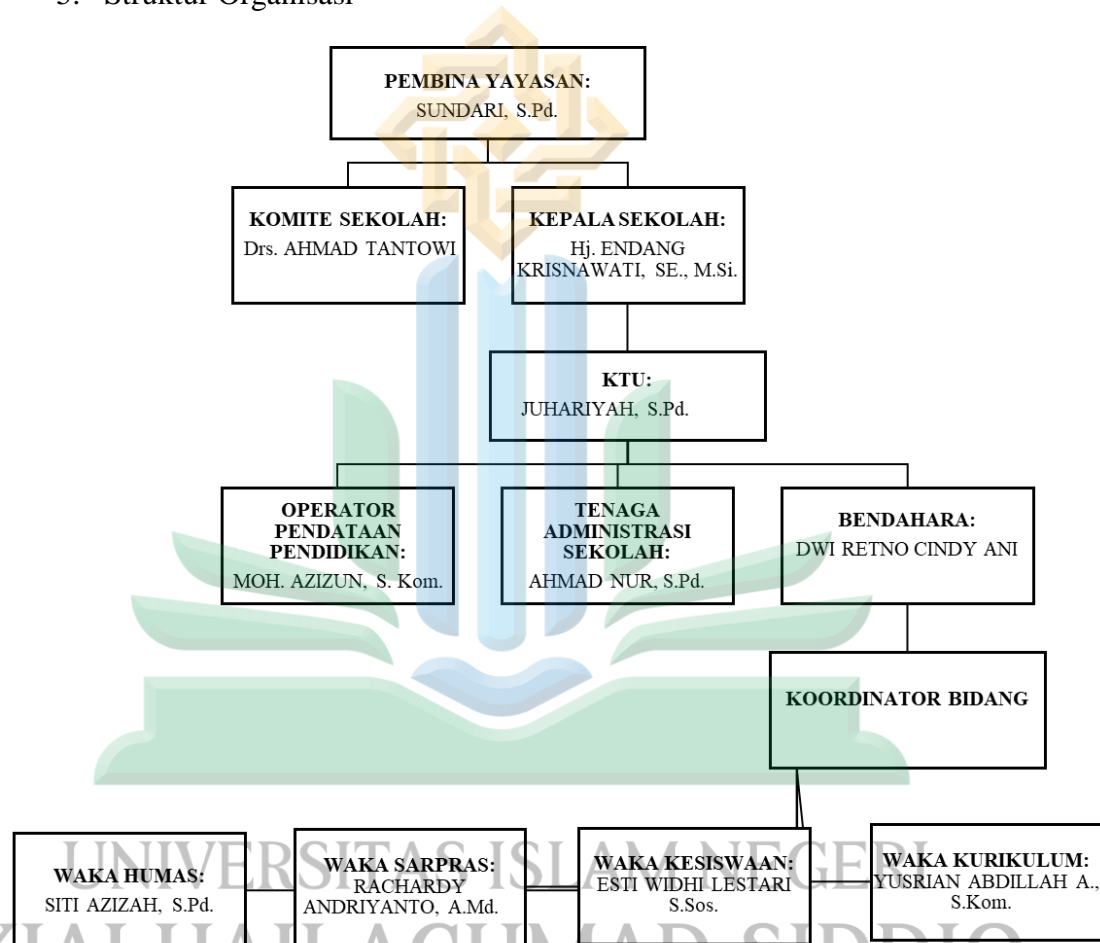 Struktur Organisasi
PEMBINA YAYASAN:
SUNDARI, S.Pd.
KOMITE SEKOLAH:
Drs. AHMAD TANTOWI
KEPALA SEKOLAH:
Hj. ENDANG
KRISNAWATI, SE., M.Si.
KTU:
JUHARIYAH, S.Pd.
OPERATOR
PENDATAAN
PENDIDIKAN:
MOH. AZIZUN, S. Kom.
TENAGA
ADMINISTRASI
SEKOLAH:
AHMAD NUR, S.Pd.
BENDAHARA:
DWI RETNO CINDY ANI
KOORDINATOR BIDANG
WAKA HUMAS:
SITI AZIZAH, S.Pd.
WAKA SARPRAS:
RACHARDY
ANDRIYANTO, A.Md.
WAKA KESISWAAN:
ESTI WIDHI LESTARI
S.Sos.
WAKA KURIKULUM:
YUSRIAN ABDILLAH A.,
S.Kom.
UNIVERSITAS ISLAM NEGERI
HAJI ACHMAD SIDDIQ